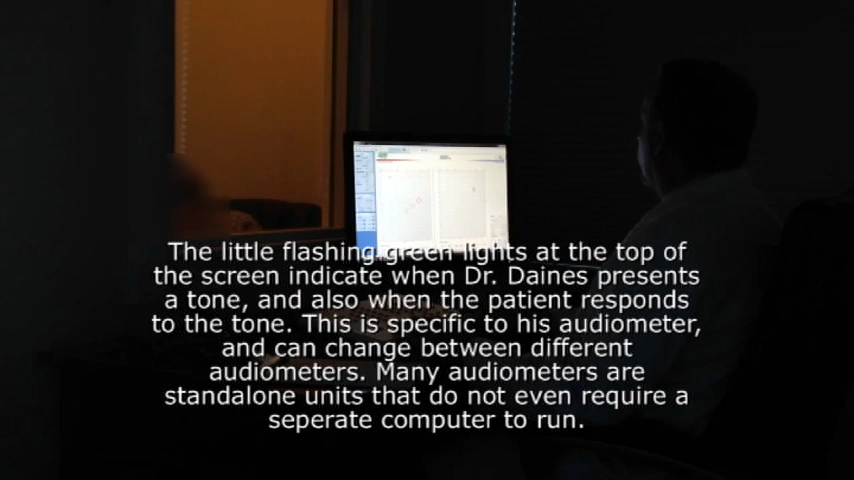 The little flashing green lights at the top of
the screen indicate when Dr. Daines presents
a tone, and also when the patient responds
to the tone. This is specific to his audiometer,
and can change between different
audiometers. Many audiometers are
standalone units that do not even require a
seperate computer to run.